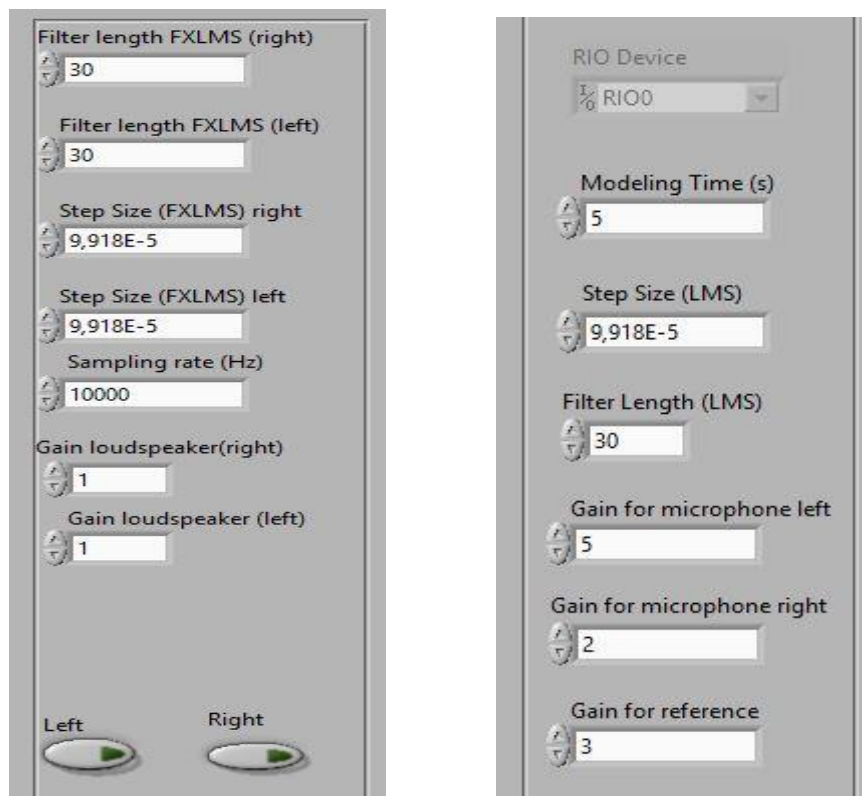 Filter length FXLMS (right)
30
Filter length FXLMS (left)
30
Step Size (FXLMS) right
9,918E-5
Step Size (FXLMS) left
9,918E-5
Sampling rate (Hz)
10000
Gain loudspeaker(right)
1
Gain loudspeaker (left)
1
Left
Right
RIO Device
I/O RIO0
Modeling Time (s)
5
Step Size (LMS)
9,918E-5
Filter Length (LMS)
30
Gain for microphone left
5
Gain for microphone right
2
Gain for reference
3